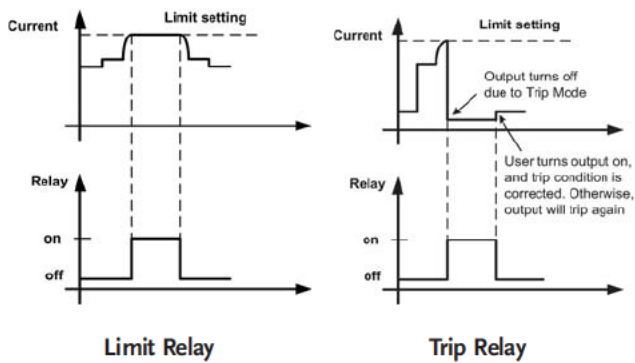 Limit setting
Current
Relay
on
off
Limit Relay
Limit setting
Current
Output turns off
due to Trip Mode
User turns output on,
and trip condition is
corrected. Otherwise,
output will trip again
Relay
on
off
Trip Relay